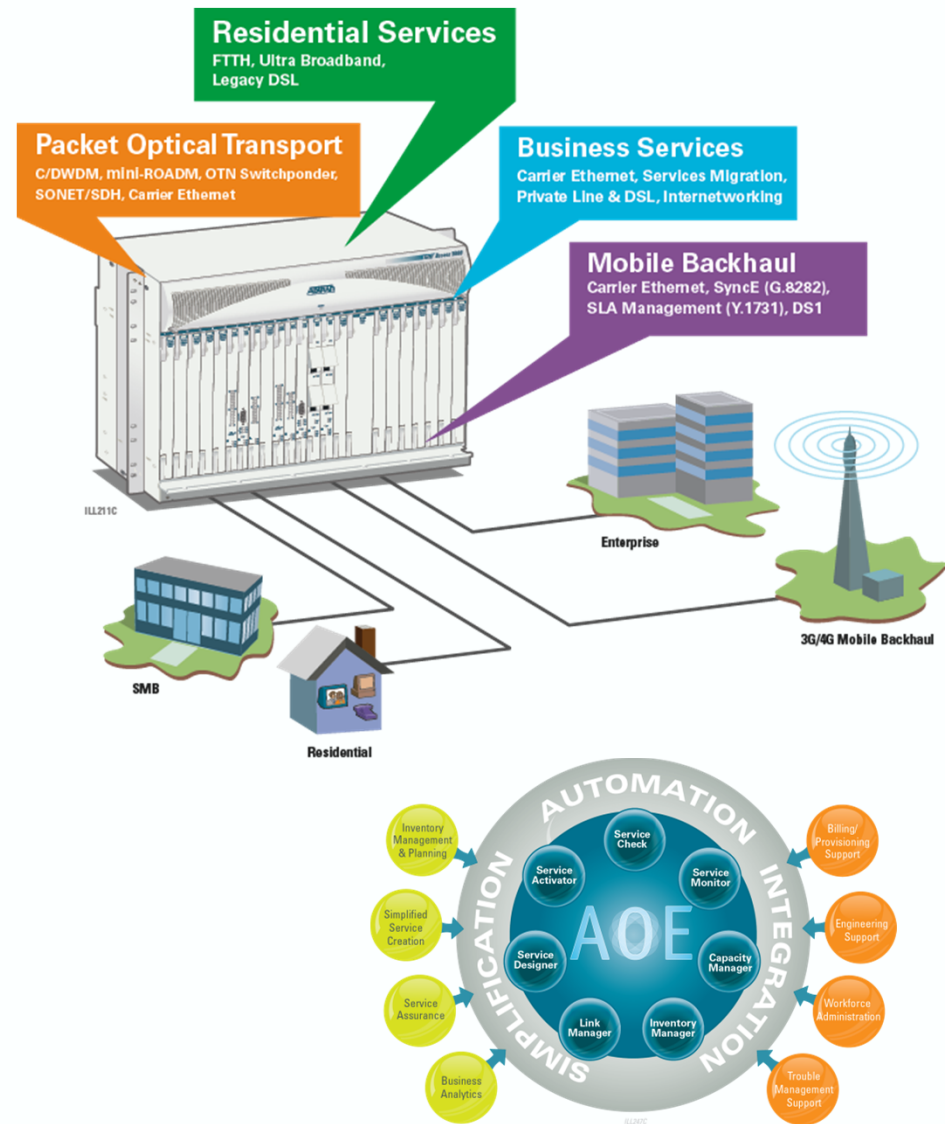 Residential Services
FTTH, Ultra Broadband,
Legacy DSL
Packet Optical Transport
C/DWDM, mini-ROADM, OTN Switchponder,
SONET/SDH, Carrier Ethernet
Business Services
Carrier Ethernet, Services Migration,
Private Line & DSL, Internetworking
Mobile Backhaul
Carrier Ethernet, SyncE (G.8282),
SLA Management (Y.1731), DS1
ADTRAN
ILL211C
Enterprise
3G/4G Mobile Backhaul
SMB
Residential
AUTOMATION
INTEGRATION
SIMPLIFICATION
AOE
Service
Check
Service
Activator
Service
Monitor
Service
Designer
Capacity
Manager
Link
Manager
Inventory
Manager
Inventory
Management
& Planning
Simplified
Service
Creation
Service
Assurance
Business
Analytics
Billing/
Provisioning
Support
Engineering
Support
Workforce
Administration
Trouble
Management
Support